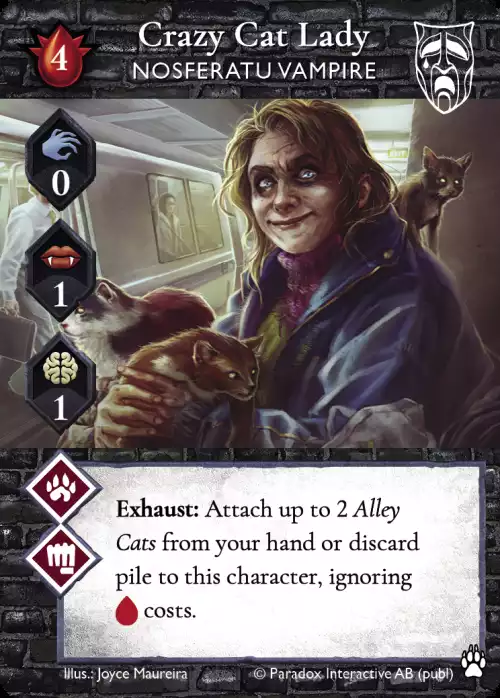 4
Crazy Cat Lady
NOSFERATU VAMPIRE
0
1
1
Exhaust: Attach up to 2 Alley
Cats from your hand or discard
pile to this character, ignoring
costs.
Illus.: Joyce Maureira
© Paradox Interactive AB (publ)